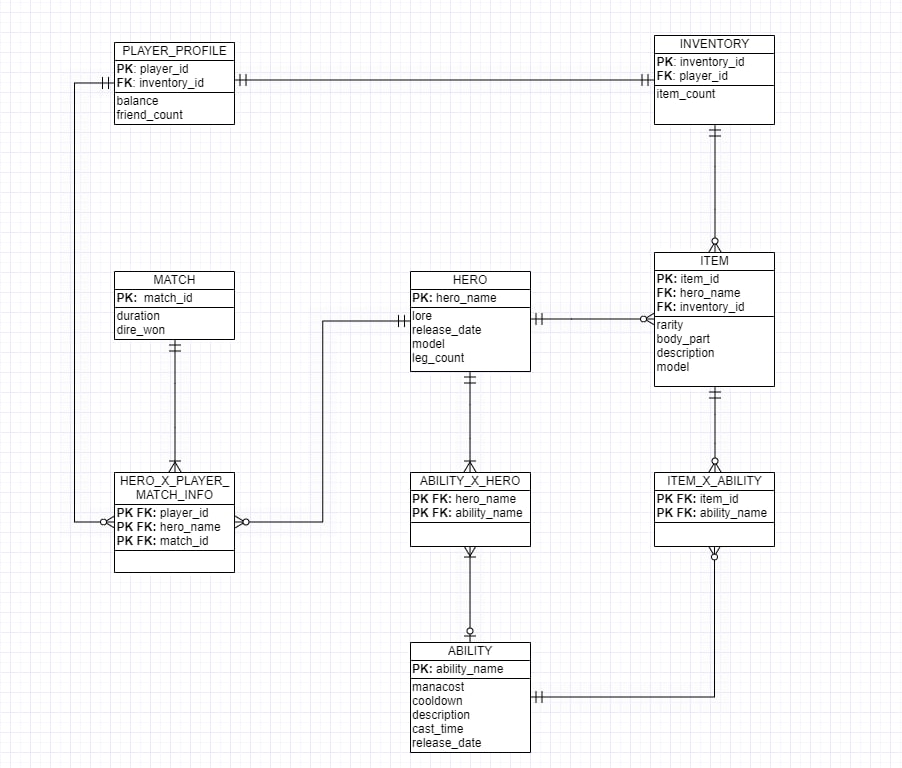 PLAYER_PROFILE
PK: player_id
FK: inventory_id
balance
friend_count
INVENTORY
PK: inventory_id
FK: player_id
item_count
MATCH
PK: match_id
duration
dire_won
HERO
PK: hero_name
lore
release_date
model
leg_count
ITEM
PK: item_id
FK: hero_name
FK: inventory_id
rarity
body_part
description
model
HERO_X_PLAYER_
MATCH_INFO
PK FK: player_id
PK FK: hero_name
PK FK: match_id
ABILITY_X_HERO
PK FK: hero_name
PK FK: ability_name
ITEM_X_ABILITY
PK FK: item_id
PK FK: ability_name
ABILITY
PK: ability_name
manacost
cooldown
description
cast_time
release_date